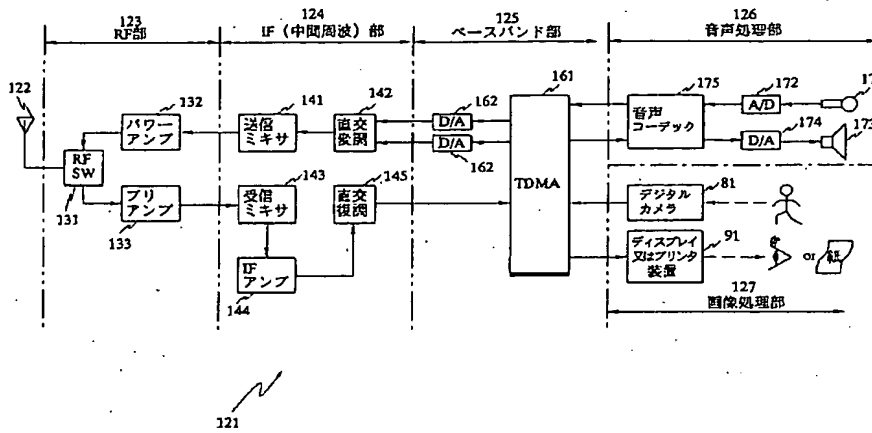 123
RF部
124
IF（中間周波）部
125
ベースバンド部
126
音声処理部
122
132
パワー
アンプ
141
送信
ミキサ
142
直交
変調
162
D/A
D/A
162
161
TDMA
175
音声
コーデック
172
A/D
174
D/A
173
RF
SW
131
プリ
アンプ
133
143
受信
ミキサ
145
直交
復調
IF
アンプ
144
81
デジタル
カメラ
91
ディスプレイ
又はプリンタ
装置
or
紙
127
画像処理部
121